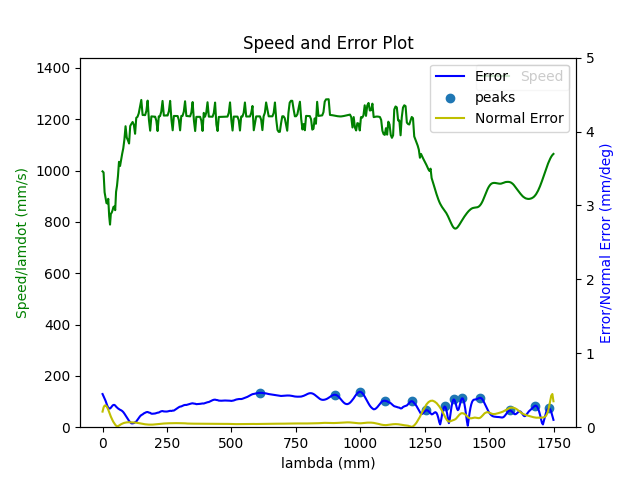 Speed and Error Plot
Error
Speed
peaks
Normal Error
1400
1200
1000
800
600
400
200
0
5
4
3
2
1
0
0
250
500
750
1000
1250
1500
1750
lambda (mm)
Speed/lamdot (mm/s)
Error/Normal Error (mm/deg)